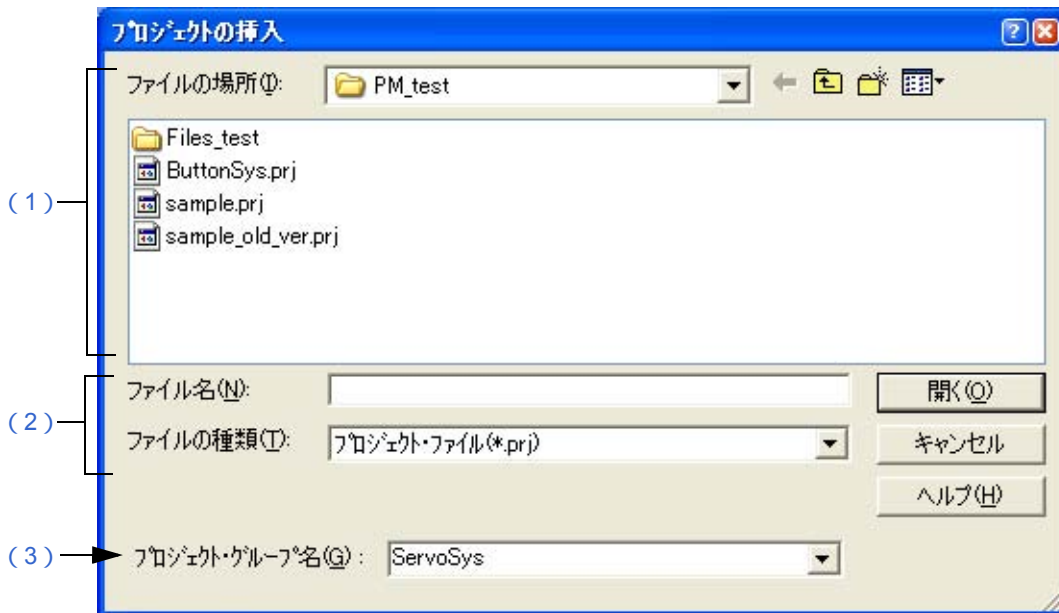 ﾌﾟﾛｼﾞｪｸﾄの挿入
ファイルの場所(I):
PM_test
(1)
Files_test
ButtonSys.prj
sample.prj
sample_old_ver.prj
(2)
ファイル名(N):
開く(O)
ファイルの種類(T):
ﾌﾟﾛｼﾞｪｸﾄ･ﾌｧｲﾙ(*.prj)
キャンセル
ヘルプ(H)
(3)
ﾌﾟﾛｼﾞｪｸﾄ･ｸﾞﾙｰﾌﾟ名(G) :
ServoSys